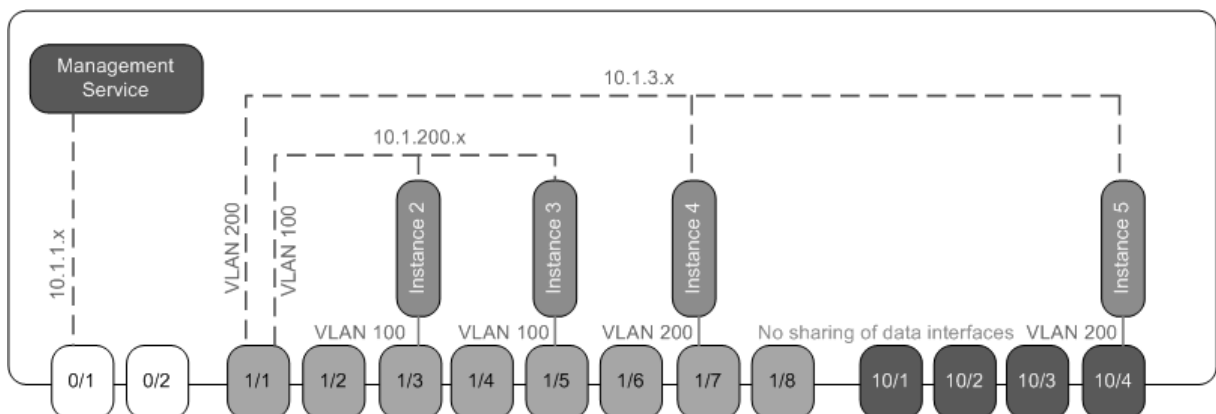 Management
Service
10.1.3.x
10.1.200.x
10.1.1.x
VLAN 200
VLAN 100
Instance 2
Instance 3
Instance 4
Instance 5
VLAN 100
VLAN 100
VLAN 200
No sharing of data interfaces
VLAN 200
0/1
0/2
1/1
1/2
1/3
1/4
1/5
1/6
1/7
1/8
10/1
10/2
10/3
10/4